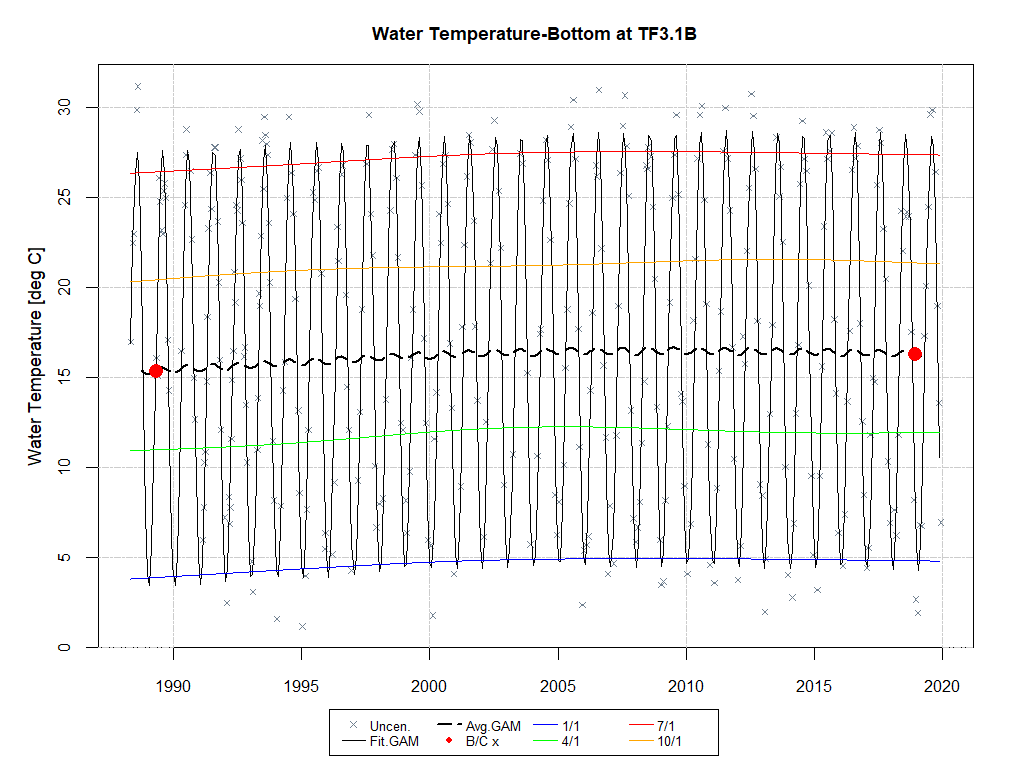 Water Temperature-Bottom at TF3.1B
Water Temperature [deg C]
30
25
20
15
10
5
0
1990 1995 2000 2005 2010 2015 2020
Uncen. Avg.GAM 1/1 7/1
Fit.GAM B/C x 4/1 10/1